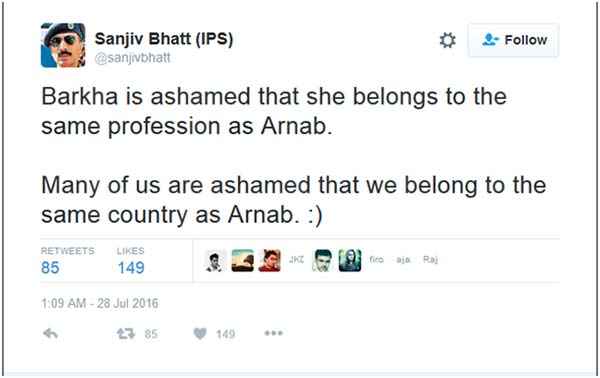 Sanjiv Bhatt (IPS)
@sanjivbhatt
Follow
Barkha is ashamed that she belongs to the
same profession as Arnab.
Many of us are ashamed that we belong to the
same country as Arnab. :)
RETWEETS LIKES
85 149
JKD firo. aja. Raj
1:09 AM - 28 Jul 2016
85 149